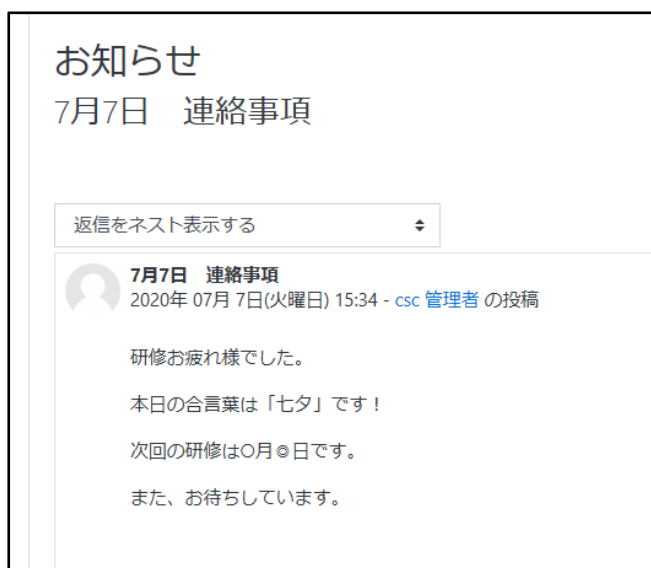 お知らせ
7月7日　連絡事項
返信をネスト表示する
7月7日　連絡事項
2020年 07月 7日(火曜日) 15:34 - csc 管理者 の投稿
研修お疲れ様でした。
本日の合言葉は「七夕」です！
次回の研修は〇月◎日です。
また、お待ちしています。